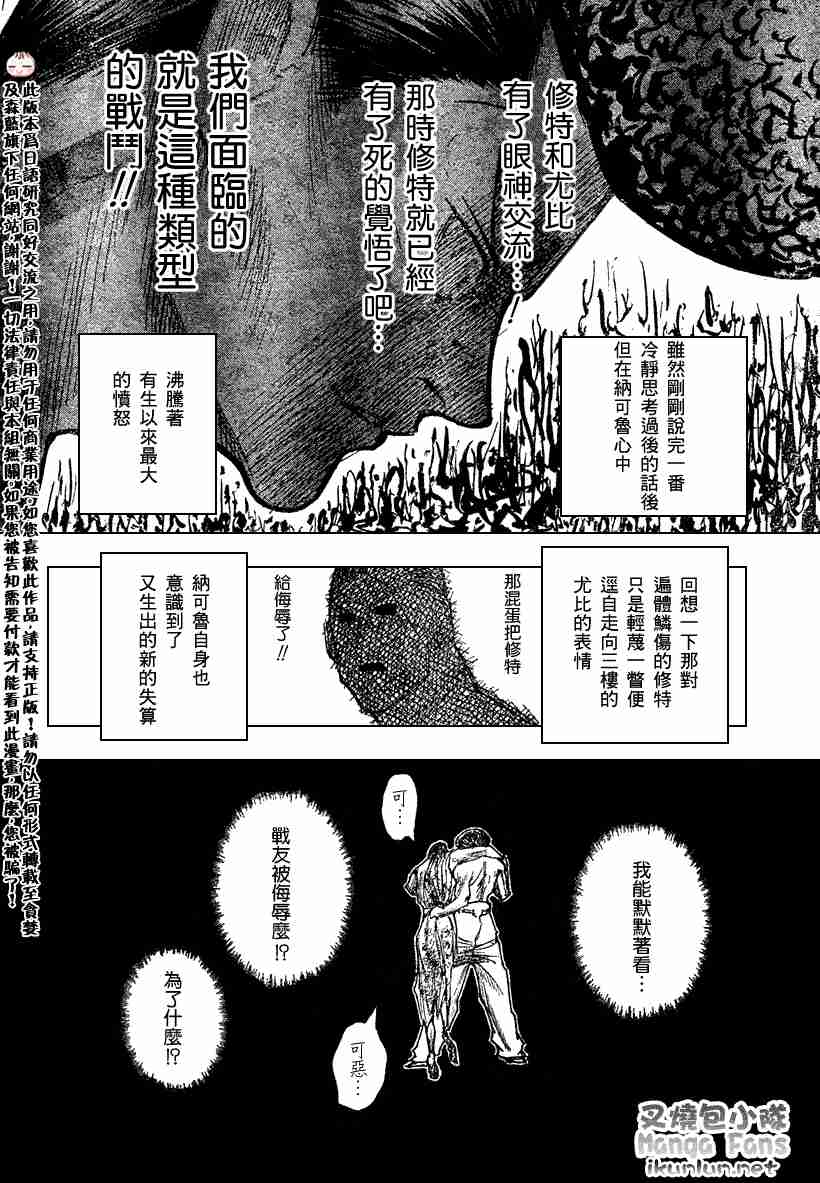 修特和尤比
有了眼神交流…!
那時修特就已經
有了死的覺悟了吧…
我們面臨的
就是這種類型
的戰鬥!!
雖然剛剛說完一番
冷靜思考過後的話後
但在納可魯心中
沸騰著
有生以來最大
的憤怒
回想一下那對
遍體鱗傷的修特
只是輕蔑一瞥便
逕自走向三樓的
尤比的表情
那混蛋把修特
給侮辱了!!
納可魯自身也
意識到了
又生出的新的失算
可…
我能默默著看…
戰友被侮辱麼!?
為了什麼!?
可惡…
此版本爲日語研究同好交流之用,請勿用于任何商業用途,如您喜歡此作品,請支持正版!請勿以任何形式轉載至貪婪
及森藍旗下任何網站,謝謝!一切法律責任與本組無關,如果您被告知需要付款才能看到此漫畫,那麼,您被騙了!
叉燒包小隊
Manga Fans
ikunlun.net